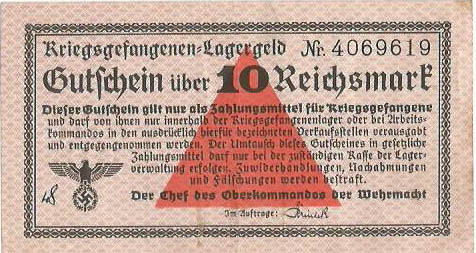 Kriegsgefangenen-Lagergeld Nr. 4069619
Gutschein über 10 Reichsmark
Dieser Gutschein gilt nur als Zahlungsmittel für Kriegsgefangene
und darf von ihnen nur innerhalb der Kriegsgefangenenlager oder bei Arbeits-
kommandos in den ausdrücklich hierfür bezeichneten Verkaufsstellen verausgabt
und entgegengenommen werden. Der Umtausch dieses Gutscheines in gesetzliche
Zahlungsmittel darf nur bei der zuständigen Kasse der Lager-
verwaltung erfolgen. Zuwiderhandlungen, Nachahmungen
und Fälschungen werden bestraft.
Der Chef des Oberkommandos der Wehrmacht
Im Auftrage: